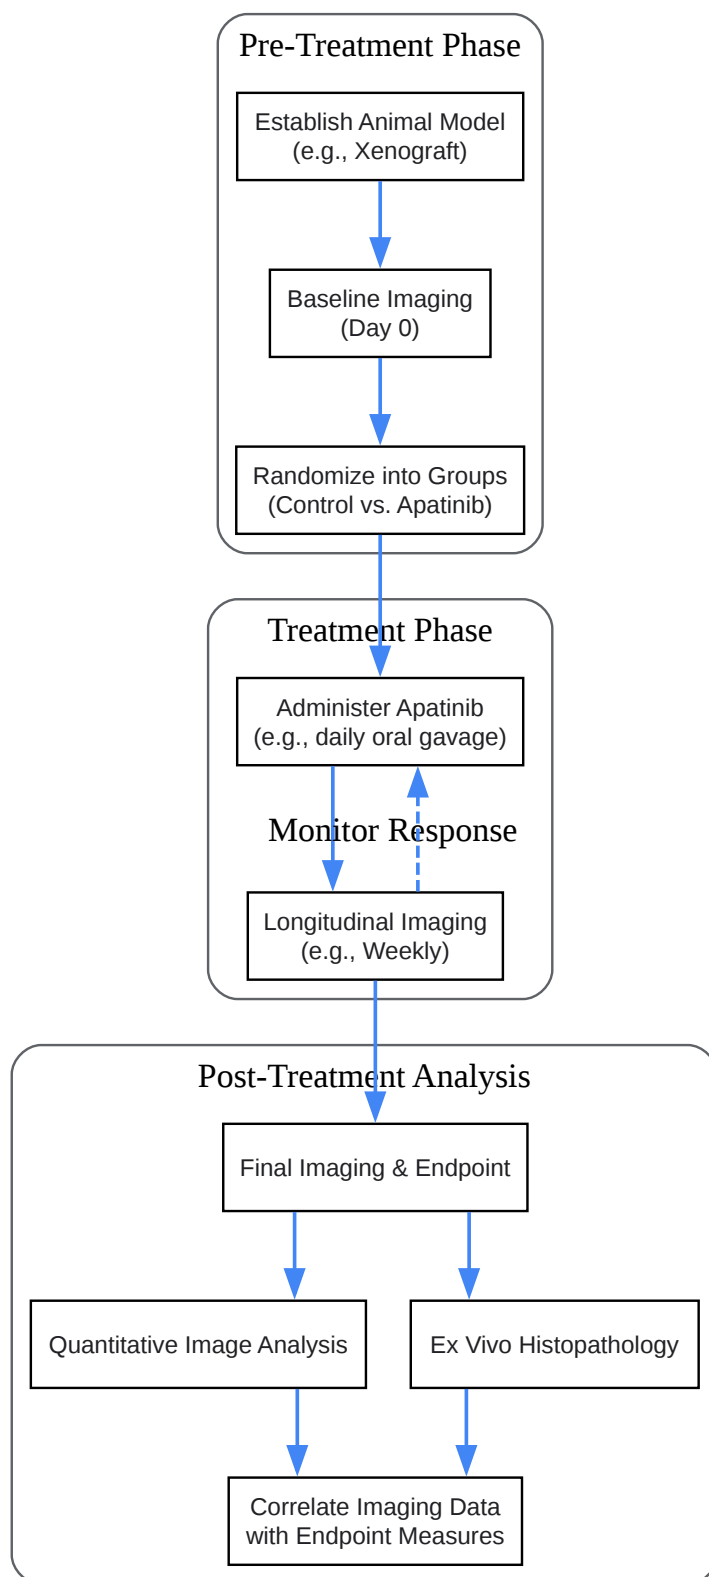 Pre-Treatment Phase
Establish Animal Model
(e.g., Xenograft)
Baseline Imaging
(Day 0)
Randomize into Groups
(Control vs. Apatinib)
Treatment Phase
Administer Apatinib
(e.g., daily oral gavage)
Monitor Response
Longitudinal Imaging
(e.g., Weekly)
Post-Treatment Analysis
Final Imaging & Endpoint
Quantitative Image Analysis
Ex Vivo Histopathology
Correlate Imaging Data
with Endpoint Measures